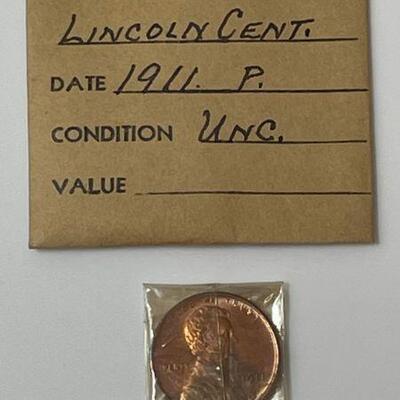 LINCOLN CENT.
DATE 1911. P.
CONDITION UNC.
VALUE